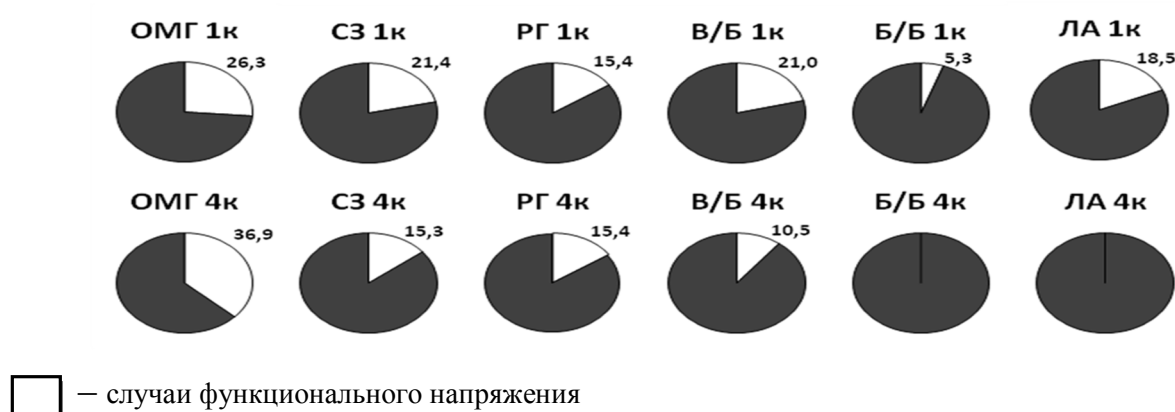 ОМГ 1к СЗ 1к РГ 1к В/Б 1к Б/Б 1к ЛА 1к
26,3 21,4 15,4 21,0 5,3 18,5
ОМГ 4к СЗ 4к РГ 4к В/Б 4к Б/Б 4к ЛА 4к
36,9 15,3 15,4 10,5
– случаи функционального напряжения